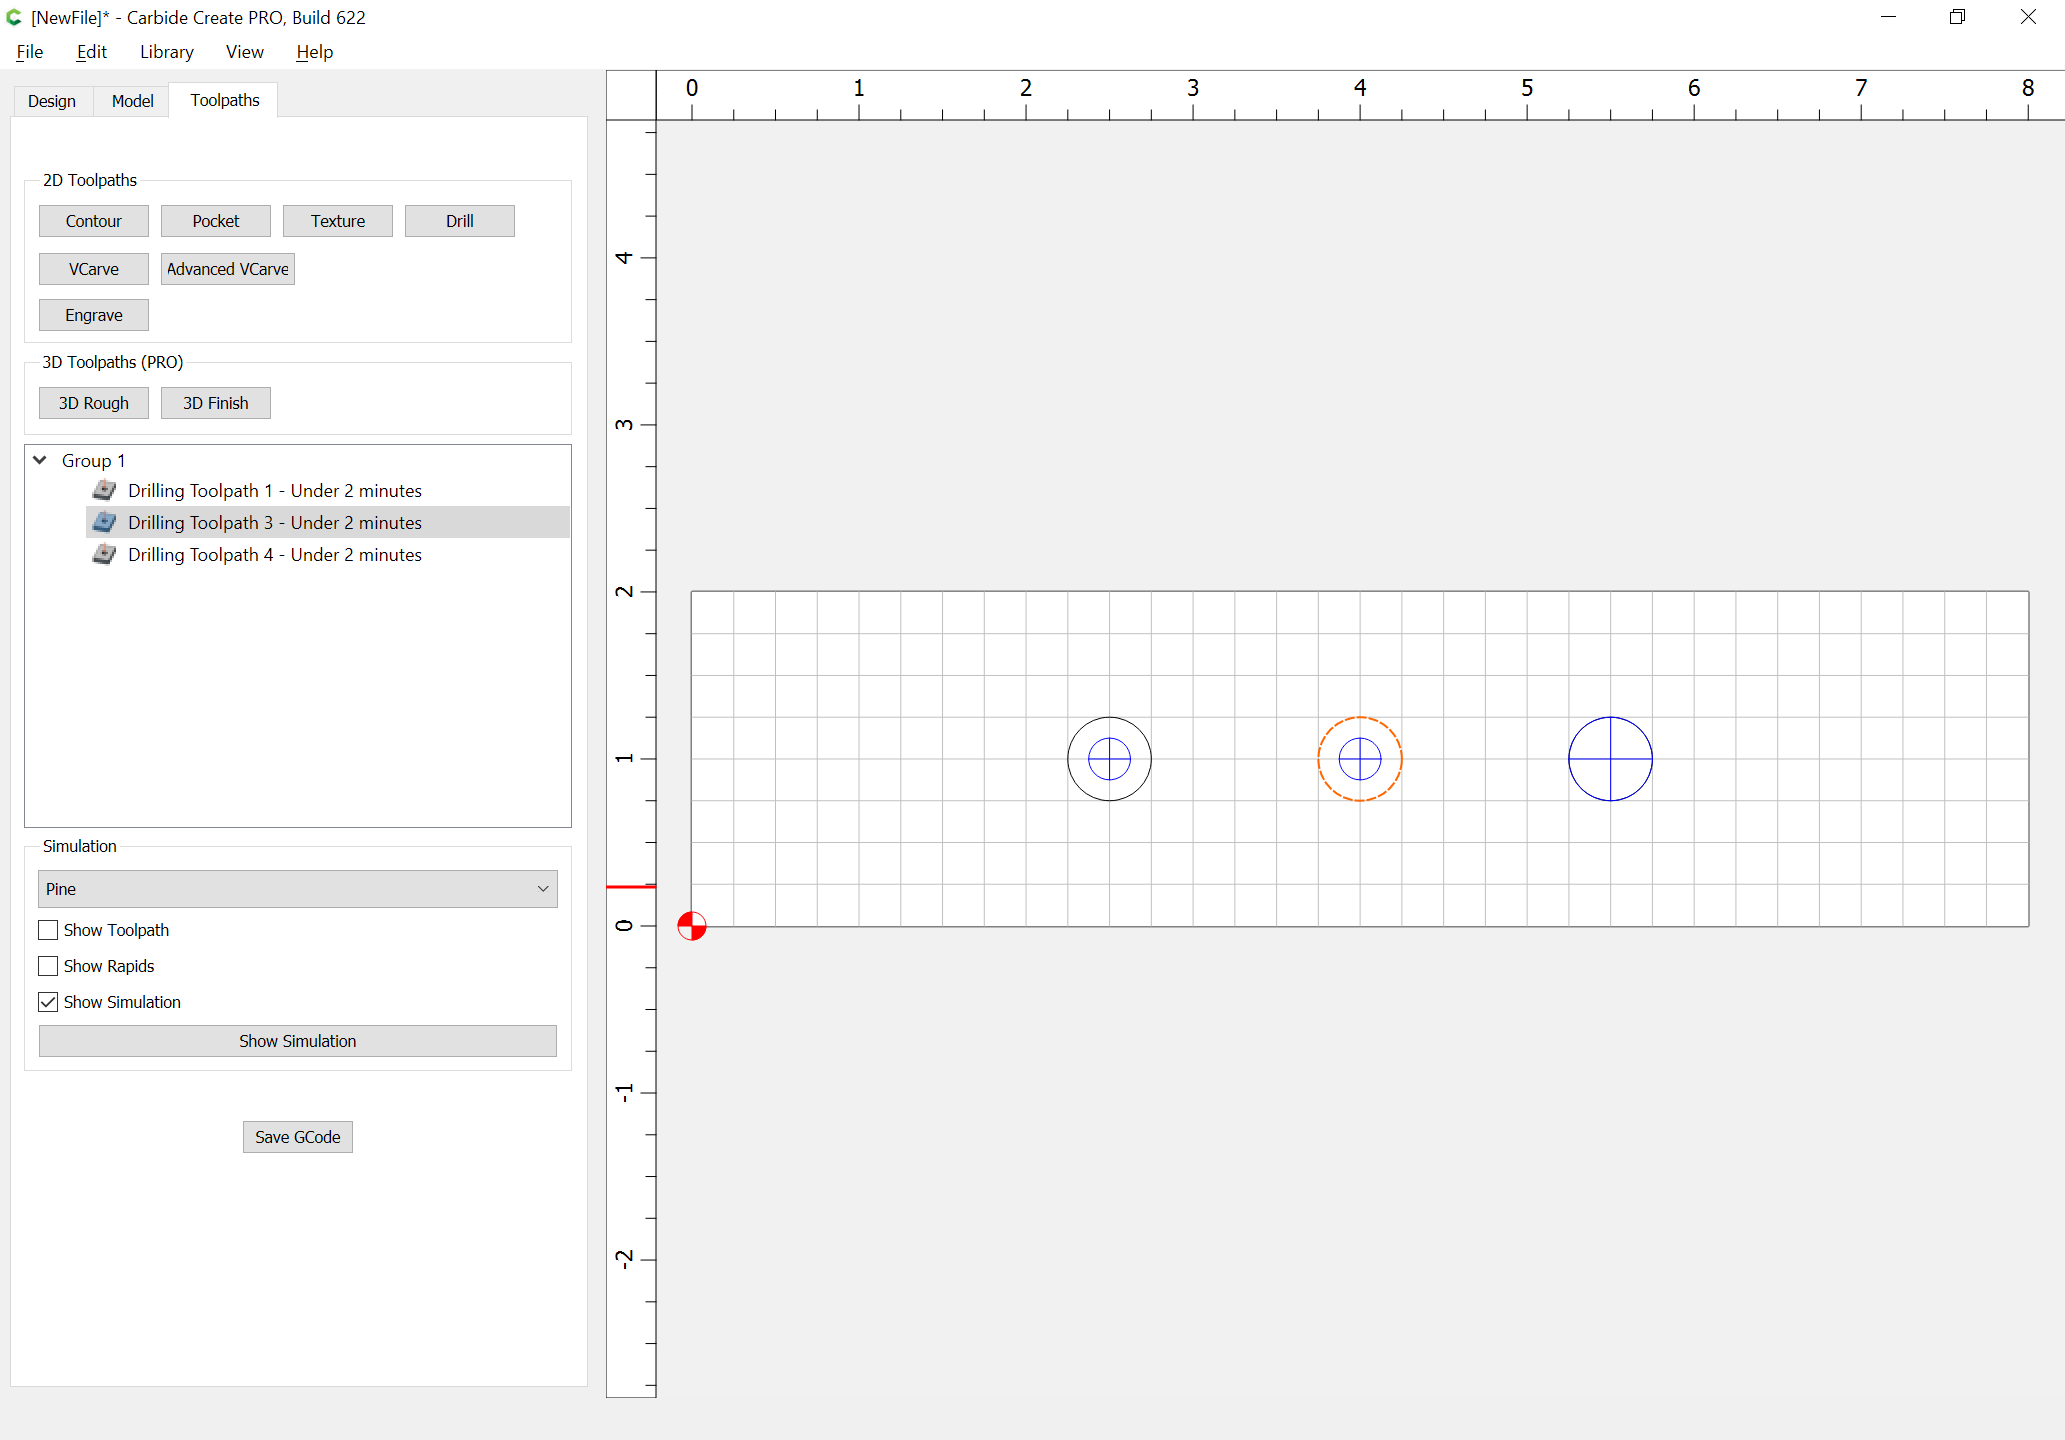 [NewFile]* - Carbide Create PRO, Build 622
File Edit Library View Help
Design Model Toolpaths
2D Toolpaths
Contour Pocket Texture Drill
VCarve Advanced VCarve
Engrave
3D Toolpaths (PRO)
3D Rough 3D Finish
Group 1
Drilling Toolpath 1 - Under 2 minutes
Drilling Toolpath 3 - Under 2 minutes
Drilling Toolpath 4 - Under 2 minutes
Simulation
Pine
Show Toolpath
Show Rapids
Show Simulation
Show Simulation
Save GCode
0 1 2 3 4 5 6 7 8
4
3
2
1
0
-1
-2